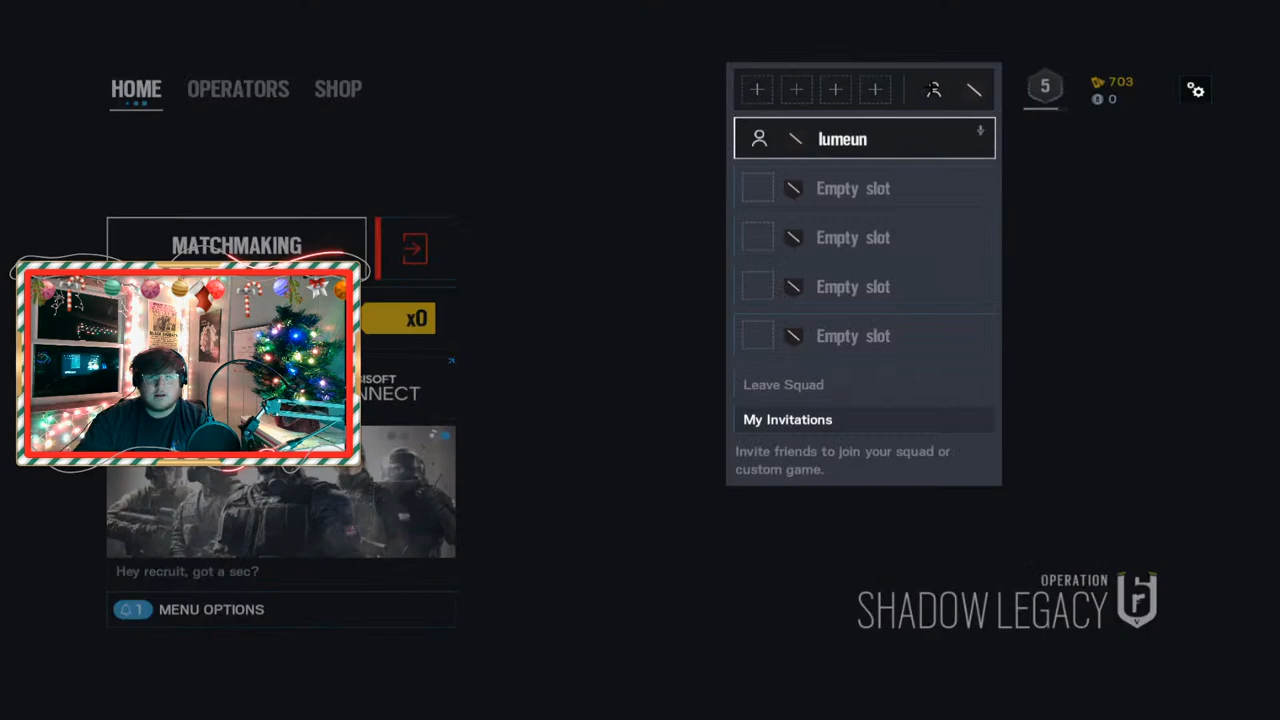 HOME OPERATORS SHOP
5
703
0
lumeun
Empty slot
Empty slot
Empty slot
Empty slot
Leave Squad
My Invitations
Invite friends to join your squad or
custom game.
MATCHMAKING
x0
NNECT
Hey recruit, got a sec?
1 MENU OPTIONS
OPERATION
SHADOW LEGACY